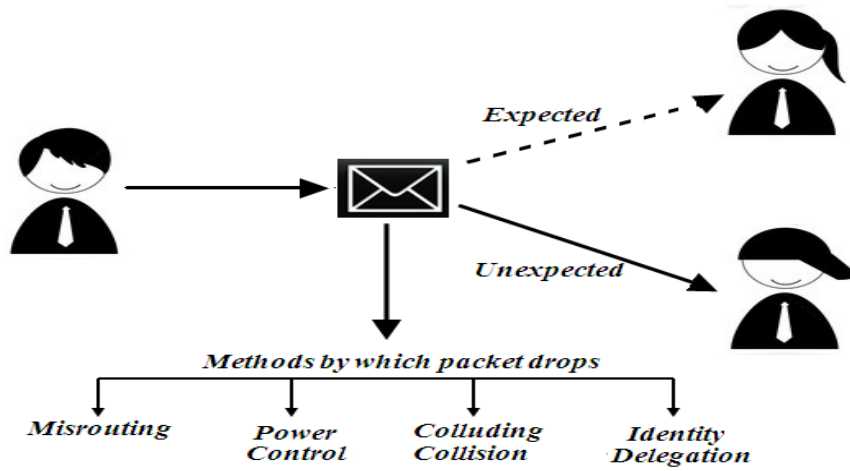 Expected
Unexpected
Methods by which packet drops
Misrouting
Power
Control
Colluding
Collision
Identity
Delegation